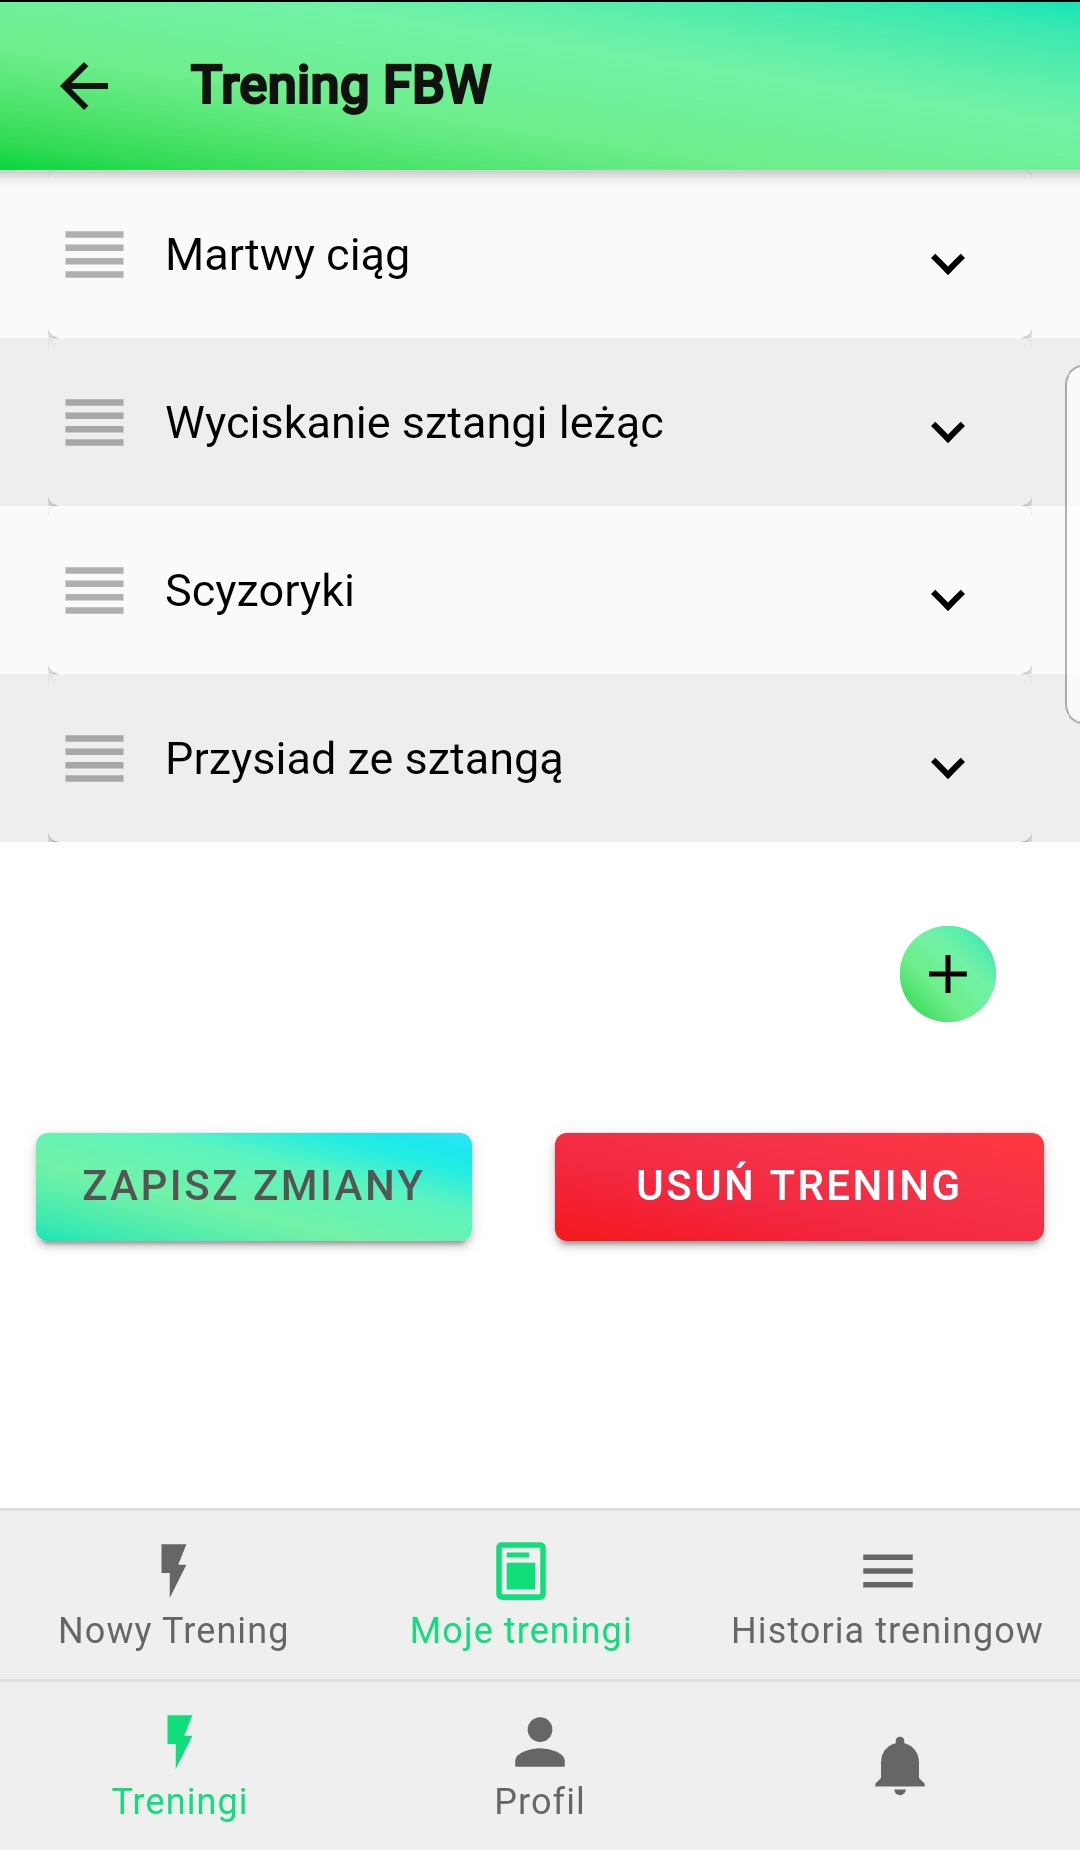 Trening FBW
Martwy ciąg
Wyciskanie sztangi leżąc
Scyzoryki
Przysiad ze sztangą
ZAPISZ ZMIANY
USUŃ TRENING
Nowy Trening
Moje treningi
Historia treningow
Treningi
Profil